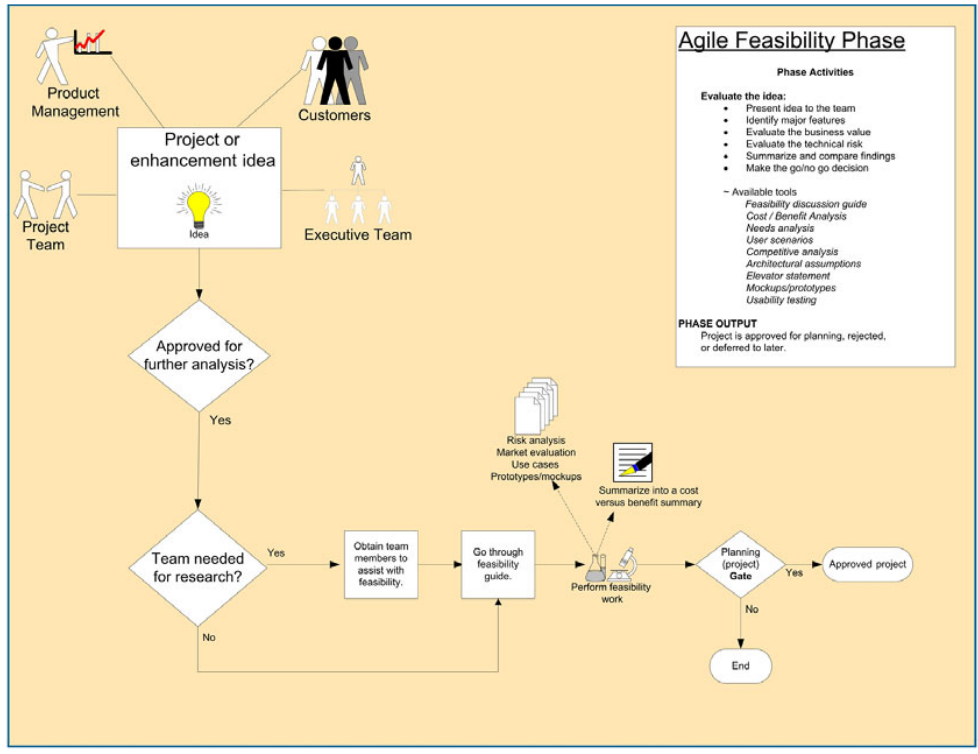 Product
Management
Customers
Project or
enhancement idea
Idea
Project
Team
Executive Team
Agile Feasibility Phase
Phase Activities
Evaluate the idea:
• Present idea to the team
• Identify major features
• Evaluate the business value
• Evaluate the technical risk
• Summarize and compare findings
• Make the go/no go decision
~ Available tools
Feasibility discussion guide
Cost / Benefit Analysis
Needs analysis
User scenarios
Competitive analysis
Architectural assumptions
Elevator statement
Mockups/prototypes
Usability testing
PHASE OUTPUT
Project is approved for planning, rejected,
or deferred to later.
Approved for
further analysis?
Yes
Team needed
for research?
Yes
No
Obtain team
members to
assist with
feasibility.
Go through
feasibility
guide.
Risk analysis
Market evaluation
Use cases
Prototypes/mockups
Summarize into a cost
versus benefit summary
Perform feasibility
work
Planning
(project)
Gate
Yes
No
Approved project
End